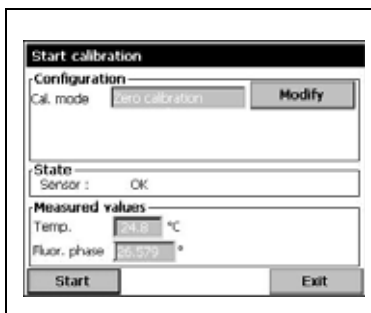 Start calibration
Configuration
Cal. mode Zero calibration Modify
State
Sensor : OK
Measured values
Temp. 24.8 °C
Fluor. phase 26.579 °
Start Exit